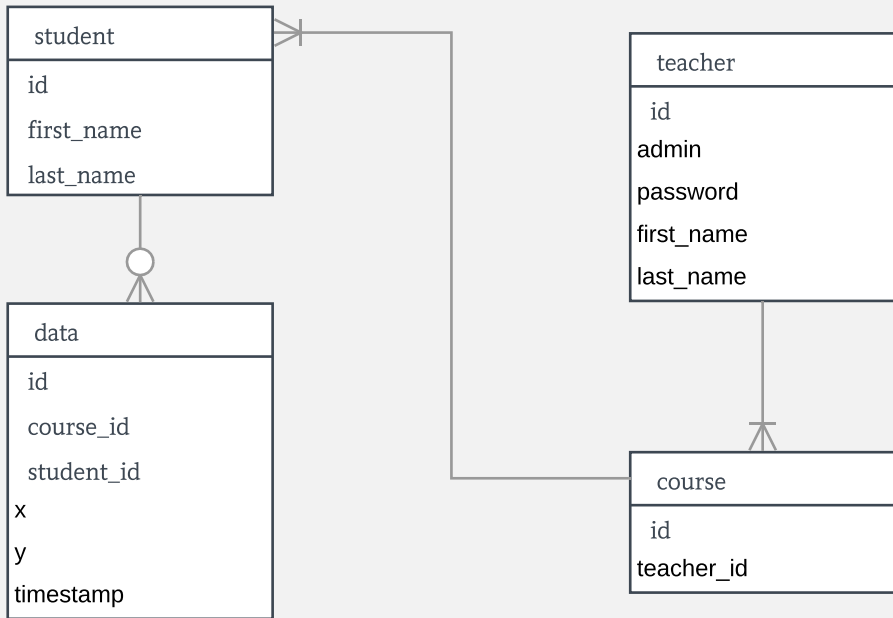 student
id
first_name
last_name
data
id
course_id
student_id
x
y
timestamp
teacher
id
admin
password
first_name
last_name
course
id
teacher_id